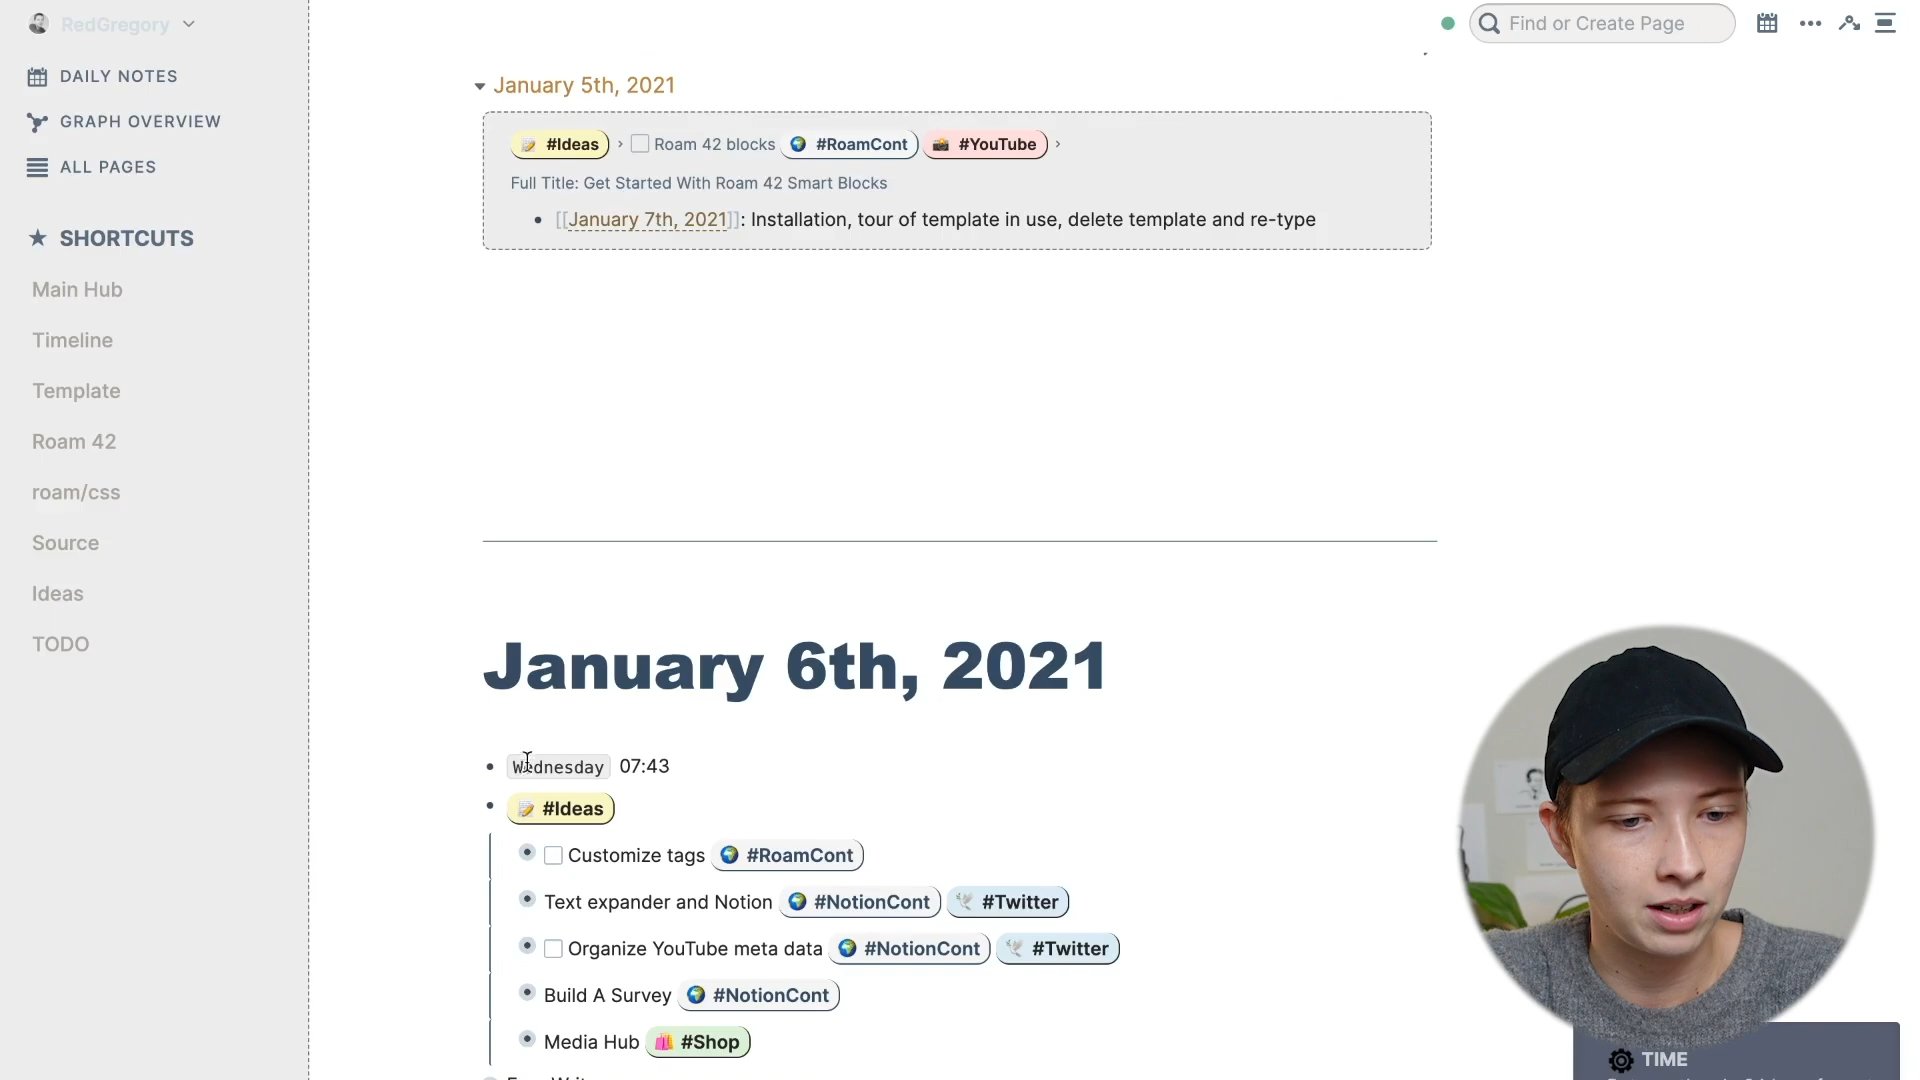 RedGregory
Find or Create Page
DAILY NOTES
GRAPH OVERVIEW
ALL PAGES
SHORTCUTS
Main Hub
Timeline
Template
Roam 42
roam/css
Source
Ideas
TODO
January 5th, 2021
#Ideas › Roam 42 blocks #RoamCont #YouTube ›
Full Title: Get Started With Roam 42 Smart Blocks
[[January 7th, 2021]]: Installation, tour of template in use, delete template and re-type
January 6th, 2021
Wednesday 07:43
#Ideas
Customize tags #RoamCont
Text expander and Notion #NotionCont #Twitter
Organize YouTube meta data #NotionCont #Twitter
Build A Survey #NotionCont
Media Hub #Shop
TIME